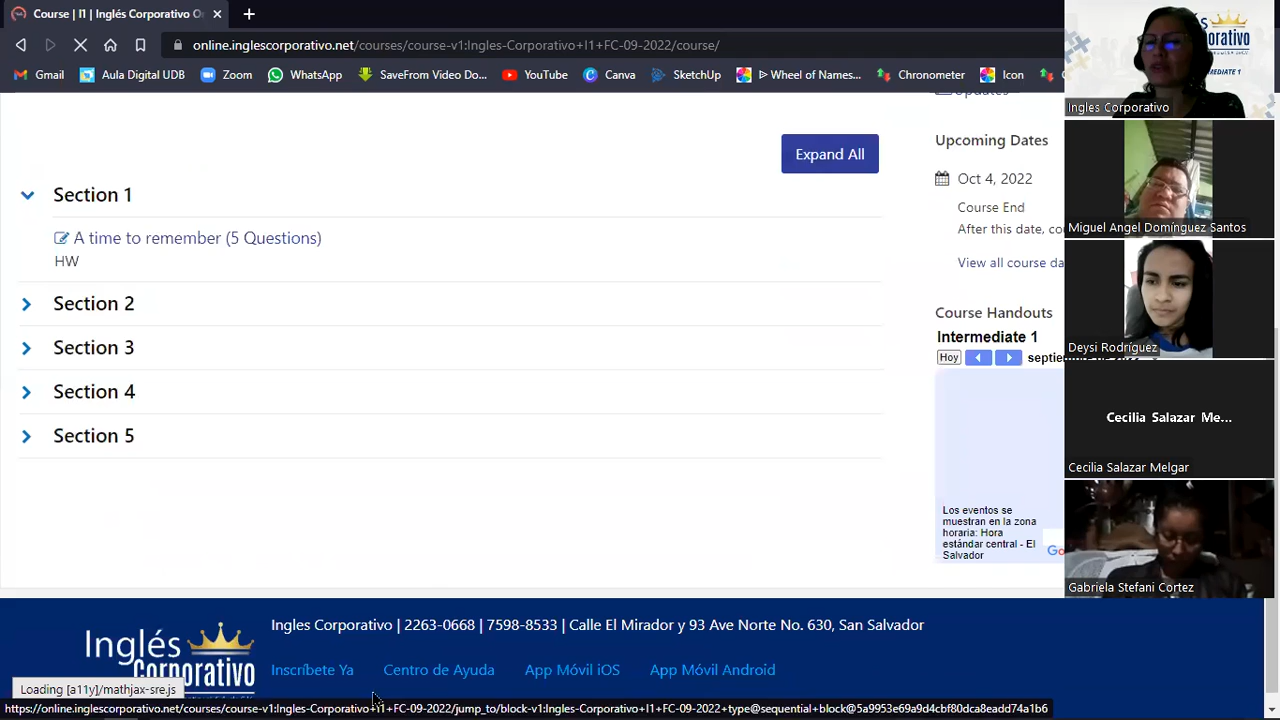 Course | I1 | Inglés Corporativo O
online.inglescorporativo.net/courses/course-v1:Ingles-Corporativo+I1+FC-09-2022/course/
Gmail
Aula Digital UDB
Zoom
WhatsApp
SaveFrom Video Do...
YouTube
Canva
SketchUp
ᐅ Wheel of Names...
Chronometer
Icon
Updates
Expand All
Section 1
A time to remember (5 Questions)
HW
Section 2
Section 3
Section 4
Section 5
Upcoming Dates
Oct 4, 2022
Course End
After this date, co
View all course da
Course Handouts
Intermediate 1
Hoy
Los eventos se
muestran en la zona
horaria: Hora
estándar central - El
Salvador
Go
Ingles Corporativo
Miguel Angel Domínguez Santos
Deysi Rodríguez
Cecilia Salazar Me...
Cecilia Salazar Melgar
Gabriela Stefani Cortez
Inglés
Corporativo
Ingles Corporativo | 2263-0668 | 7598-8533 | Calle El Mirador y 93 Ave Norte No. 630, San Salvador
Inscríbete Ya
Centro de Ayuda
App Móvil iOS
App Móvil Android
Loading [a11y]/mathjax-sre.js
https://online.inglescorporativo.net/courses/course-v1:Ingles-Corporativo+I1+FC-09-2022/jump_to/block-v1:Ingles-Corporativo+I1+FC-09-2022+type@sequential+block@5a9953e69a9d4cbf80dca8eadd74a1b6